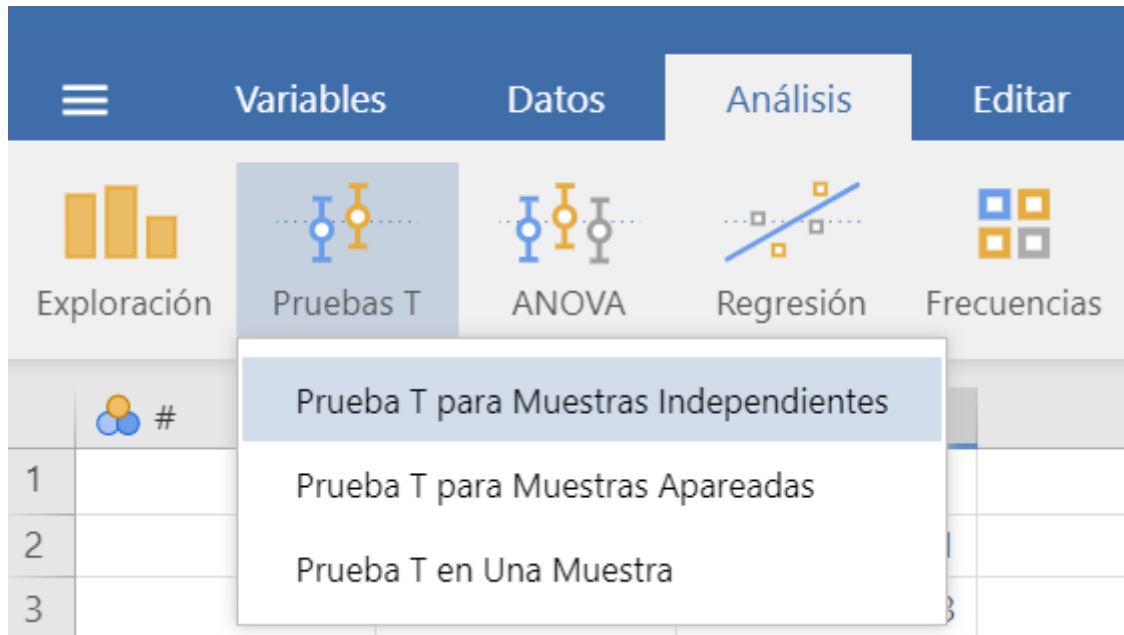 Variables Datos Análisis Editar
Exploración Pruebas T ANOVA Regresión Frecuencias
#
Prueba T para Muestras Independientes
1
Prueba T para Muestras Apareadas
2
Prueba T en Una Muestra
3